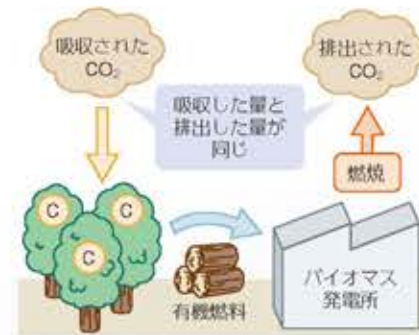 吸収された
CO₂
排出された
CO₂
吸収した量と
排出した量が
同じ
燃焼
C
C
C
有機燃料
バイオマス
発電所